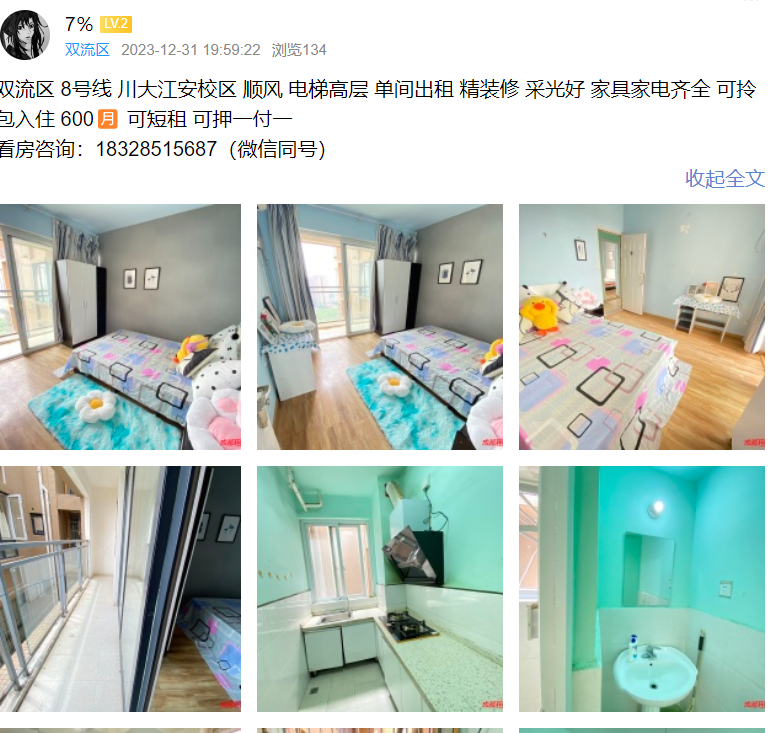 7% LV.2
双流区 2023-12-31 19:59:22 浏览134
双流区 8号线 川大江安校区 顺风 电梯高层 单间出租 精装修 采光好 家具家电齐全 可拎
包入住 600月 可短租 可押一付一
看房咨询：18328515687（微信同号）
收起全文